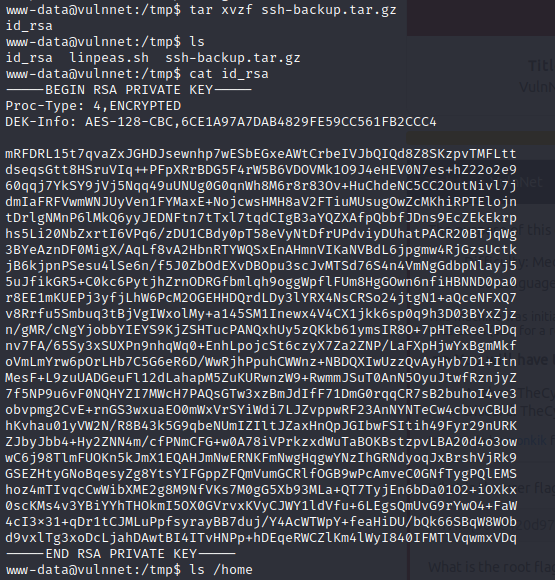 www-data@vulnnet:/tmp$ tar xvzf ssh-backup.tar.gz
id_rsa
www-data@vulnnet:/tmp$ ls
id_rsa  linpeas.sh  ssh-backup.tar.gz
www-data@vulnnet:/tmp$ cat id_rsa
-----BEGIN RSA PRIVATE KEY-----
Proc-Type: 4,ENCRYPTED
DEK-Info: AES-128-CBC,6CE1A97A7DAB4829FE59CC561FB2CCC4

mRFDRL15t7qvaZxJGHDJsewnhp7wESbEGxeAWtCrbeIVJbQIQd8Z8SKzpvTMFLtt
dseqsGtt8HSruVIq++PFpXRrBDG5F4rW5B6VDOVMk1O9J4eHEV0N7es+hZ22o2e9
60qqj7YkSY9jVj5Nqq49uUNUg0G0qnWh8M6r8r83Ov+HuChdeNC5CC2OutNivl7j
dmIaFRFVwmWNJUyVen1FYMaxE+NojcwsHMH8aV2FTiuMUsugOwZcMKhiRPTElojn
tDrlgNMnP6lMkQ6yyJEDNFtn7tTxl7tqdCIgB3aYQZXAfpQbbfJDns9EcZEkEkrp
hs5Li20NbZxrtI6VPq6/zDU1CBdy0pT58eVyNtDfrUPdviyDUhatPACR20BTjqWg
3BYeAznDF0MigX/AqLf8vA2HbnRTYWQSxEnAHmnVIKaNVBdL6jpgmw4RjGzsUctk
jB6kjpnPSesu4lSe6n/f5J0ZbOdEXvDBOpu3scJvMTSd76S4n4VmNgGdbpNlayj5
5uJfikGR5+C0kc6PytjhZrnODRGfbmlqh9oggWpflFUm8HgGOwn6nfiHBNND0pa0
r8EE1mKUEPj3yfjLhW6PcM2OGEHHDQrdLDy3lYRX4NsCRSo24jtgN1+aQceNFXQ7
v8Rrfu5Smbuq3tBjVgIWxolMy+a145SM1Inewx4V4CX1jkk6sp0q9h3D03BYxZjz
n/gMR/cNgYjobbYIEYS9KjZSHTucPANQxhUy5zQKkb61ymsIR8O+7pHTeReelPDq
nv7FA/65Sy3xSUXPn9nhqWq0+EnhLpojcSt6czyX7Za2ZNP/LaFXpHjwYxBgmMkf
oVmLmYrw6pOrLHb7C5G6eR6D/WwRjhPpuhCWWnz+NBDQXIwUzzQvAyHyb7D1+Itn
MesF+L9zuUADGeuFl12dLahapM5ZuKURwnzW9+RwmmJSuT0AnN5OyuJtwfRznjyZ
7f5NP9u6vF0NQHYZI7MWcH7PAQsGTw3xzBmJdIfF71DmG0rqqCR7sB2buhoI4ve3
obvpmg2CvE+rnGS3wxuaEO0mWxVrSYiWdi7LJZvppwRF23AnNYNTeCw4cbvvCBUd
hKvhau01yVW2N/R8B43k5G9qbeNUmIZIltJZaxHnQpJGIbwFSItih49Fyr29nURK
ZJbyJbb4+Hy2ZNN4m/cfPNmCFG+w0A78iVPrkzxdWuTaBOKBstzpvLBA20d4o3ow
wC6j98TlmFUOKn5kJmX1EQAHJmNwERNKFmNwgHqgwYNzIhGRNdyoqJxBrshVjRk9
GSEZHtyGNoBqesyZg8YtsYIFGppZFQmVumGCRlfOGB9wPcAmveC0GNfTygPQlEMS
hoz4mTIvqcCwWibXME2g8M9NfVKs7M0gG5Xb93MLa+QT7TyjEn6bDa01O2+iOXkx
0scKMs4v3YBiYYhTHOkmI5OX0GVrvxKVyCJWY1ldVfu+6LEgsQmUvG9rYwO4+FaW
4cI3×31+qDr1tCJMLuPpfsyrayBB7duj/Y4AcWTWpY+feaHiDU/bQk66SBqW8WOb
d9vxlTg3xoDcLjahDAwtBI4ITvHNPp+hDEqeRWCZlKm4lWyI840IFMTlVqwmxVDq
-----END RSA PRIVATE KEY-----
www-data@vulnnet:/tmp$ ls /home